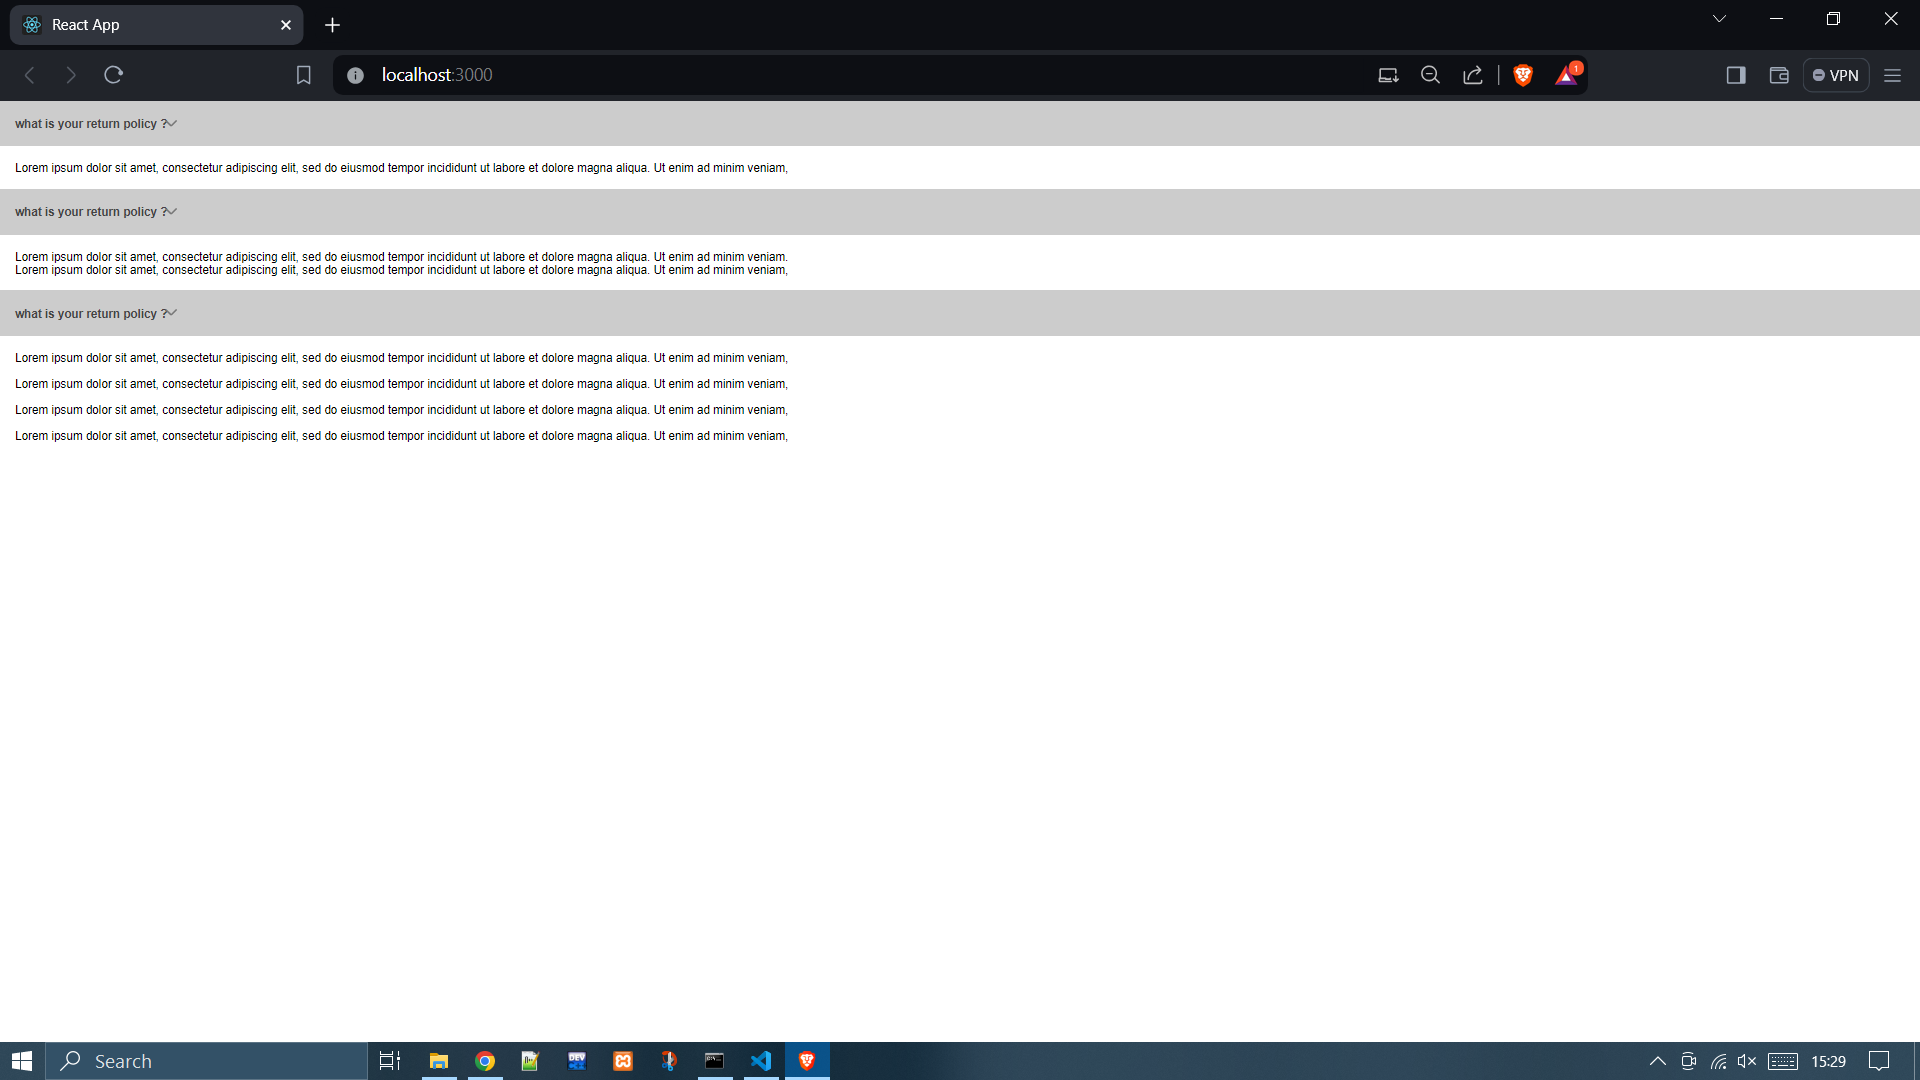 React App
localhost:3000
1
VPN
what is your return policy ?
Lorem ipsum dolor sit amet, consectetur adipiscing elit, sed do eiusmod tempor incididunt ut labore et dolore magna aliqua. Ut enim ad minim veniam,
what is your return policy ?
Lorem ipsum dolor sit amet, consectetur adipiscing elit, sed do eiusmod tempor incididunt ut labore et dolore magna aliqua. Ut enim ad minim veniam.
Lorem ipsum dolor sit amet, consectetur adipiscing elit, sed do eiusmod tempor incididunt ut labore et dolore magna aliqua. Ut enim ad minim veniam,
what is your return policy ?
Lorem ipsum dolor sit amet, consectetur adipiscing elit, sed do eiusmod tempor incididunt ut labore et dolore magna aliqua. Ut enim ad minim veniam,
Lorem ipsum dolor sit amet, consectetur adipiscing elit, sed do eiusmod tempor incididunt ut labore et dolore magna aliqua. Ut enim ad minim veniam,
Lorem ipsum dolor sit amet, consectetur adipiscing elit, sed do eiusmod tempor incididunt ut labore et dolore magna aliqua. Ut enim ad minim veniam,
Lorem ipsum dolor sit amet, consectetur adipiscing elit, sed do eiusmod tempor incididunt ut labore et dolore magna aliqua. Ut enim ad minim veniam,
Search
DEV
15:29